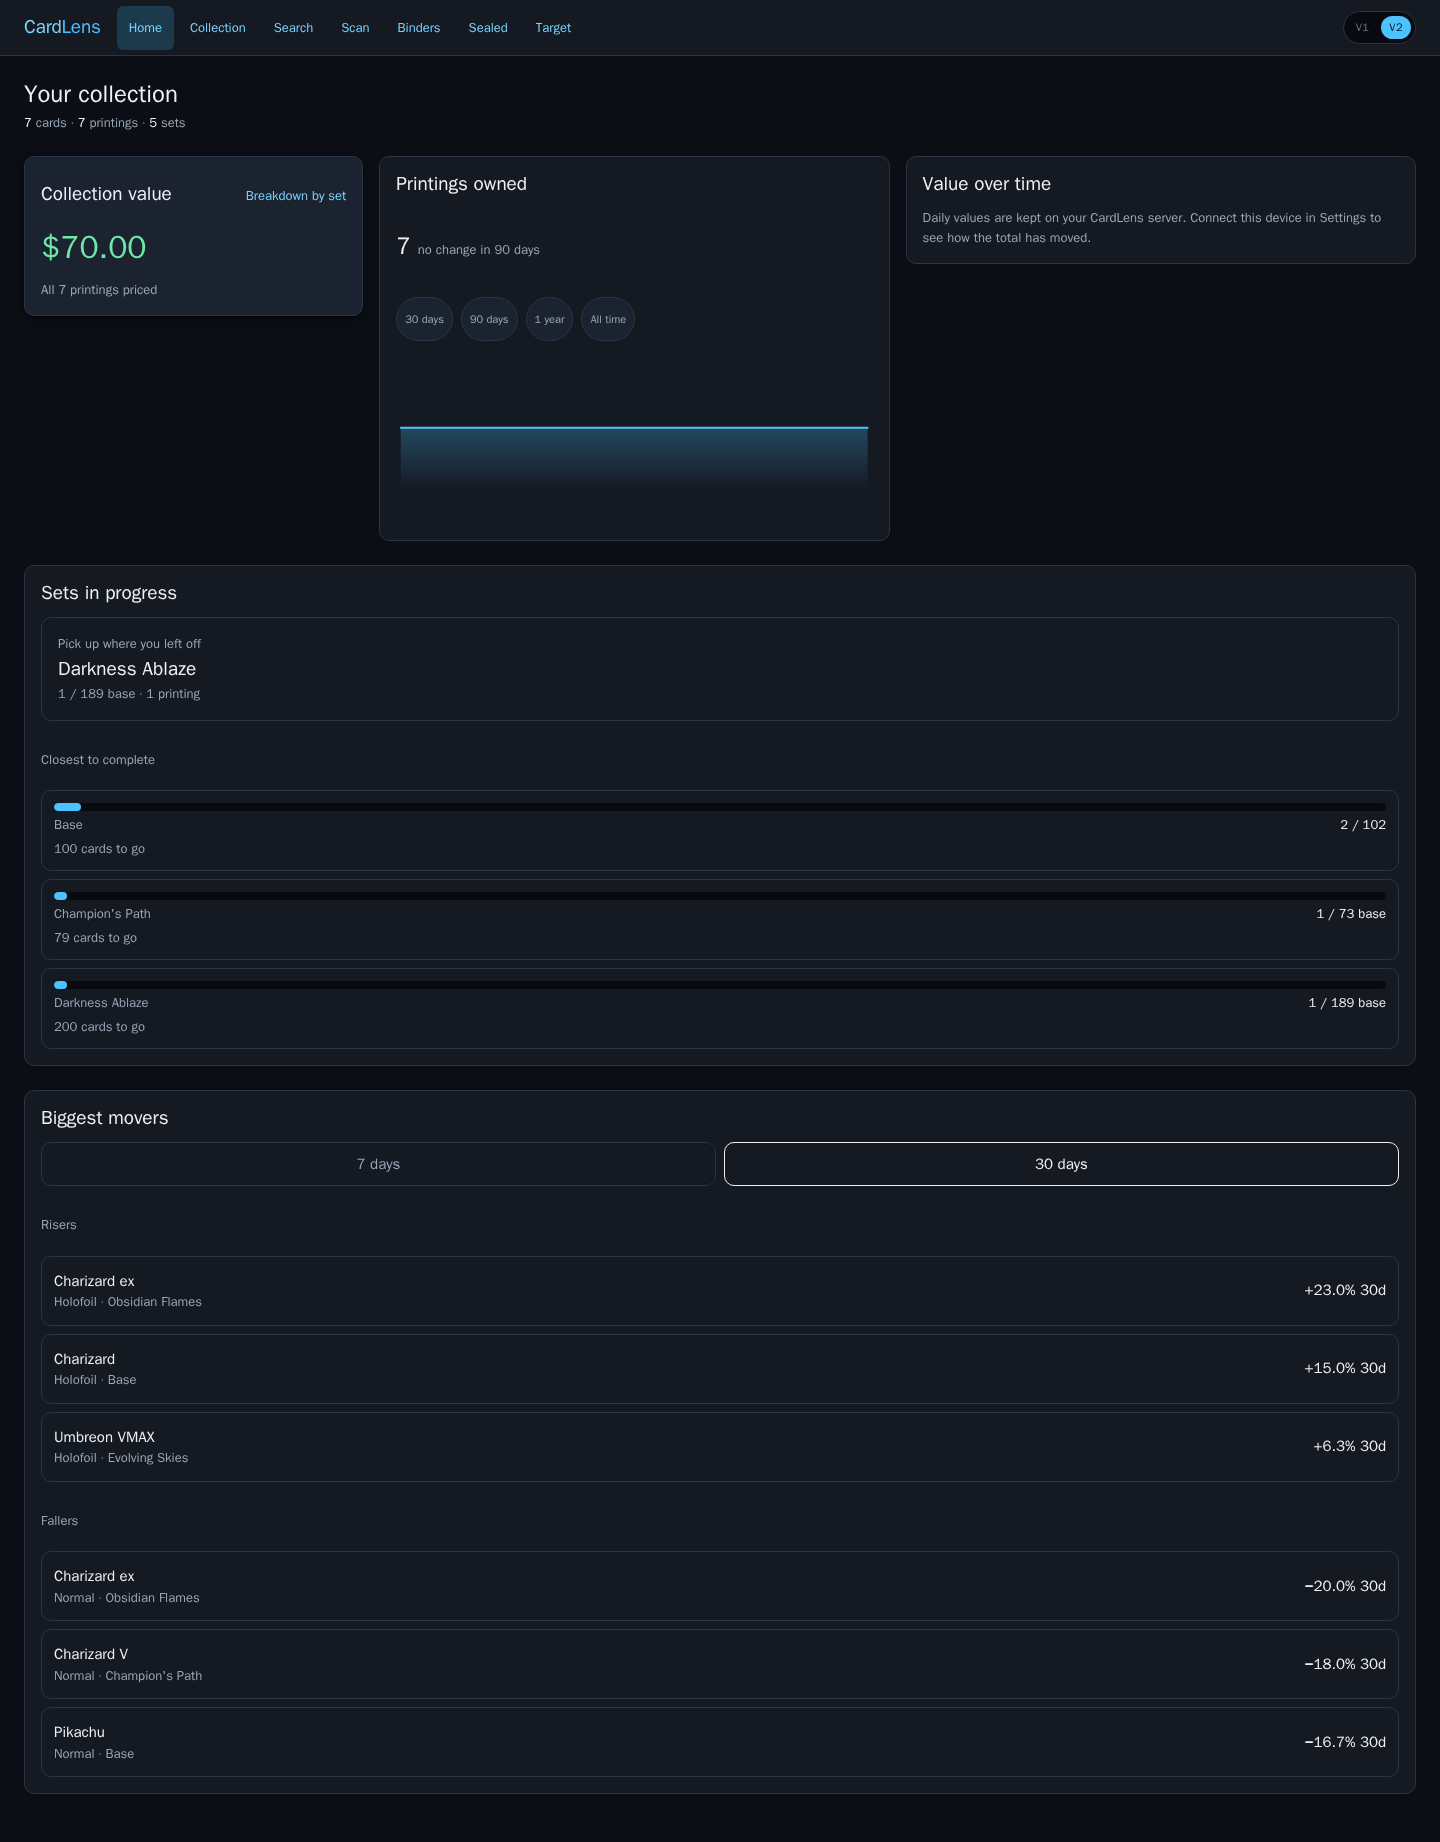 CardLens Home Collection Search Scan Binders Sealed Target V1 V2
Your collection
7 cards · 7 printings · 5 sets
Collection value Breakdown by set
$70.00
All 7 printings priced
Printings owned
7 no change in 90 days
30 days 90 days 1 year All time
Value over time
Daily values are kept on your CardLens server. Connect this device in Settings to
see how the total has moved.
Sets in progress
Pick up where you left off
Darkness Ablaze
1 / 189 base · 1 printing
Closest to complete
Base 2 / 102
100 cards to go
Champion's Path 1 / 73 base
79 cards to go
Darkness Ablaze 1 / 189 base
200 cards to go
Biggest movers
7 days 30 days
Risers
Charizard ex
Holofoil · Obsidian Flames
+23.0% 30d
Charizard
Holofoil · Base
+15.0% 30d
Umbreon VMAX
Holofoil · Evolving Skies
+6.3% 30d
Fallers
Charizard ex
Normal · Obsidian Flames
−20.0% 30d
Charizard V
Normal · Champion's Path
−18.0% 30d
Pikachu
Normal · Base
−16.7% 30d